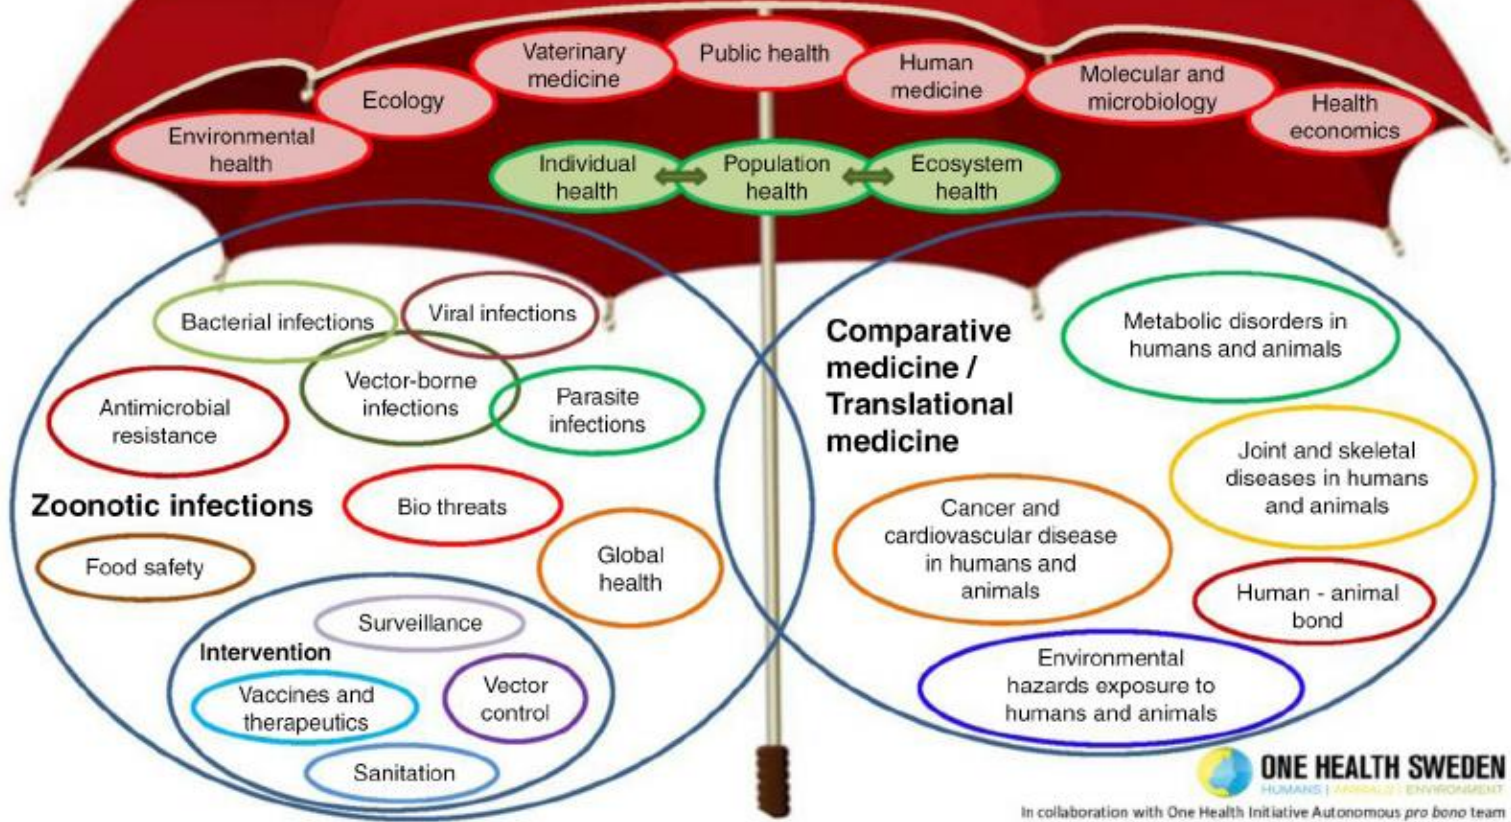 Vaterinary
medicine
Public health
Human
medicine
Molecular and
microbiology
Ecology
Health
economics
Environmental
health
Individual
health
Population
health
Ecosystem
health
Bacterial infections
Viral infections
Vector-borne
infections
Parasite
infections
Antimicrobial
resistance
Zoonotic infections
Bio threats
Food safety
Global
health
Surveillance
Intervention
Vaccines and
therapeutics
Vector
control
Sanitation
Comparative
medicine /
Translational
medicine
Metabolic disorders in
humans and animals
Joint and skeletal
diseases in humans
and animals
Cancer and
cardiovascular disease
in humans and
animals
Human - animal
bond
Environmental
hazards exposure to
humans and animals
ONE HEALTH SWEDEN
HUMANS | ANIMALS | ENVIRONMENT
In collaboration with One Health Initiative Autonomous pro bono team